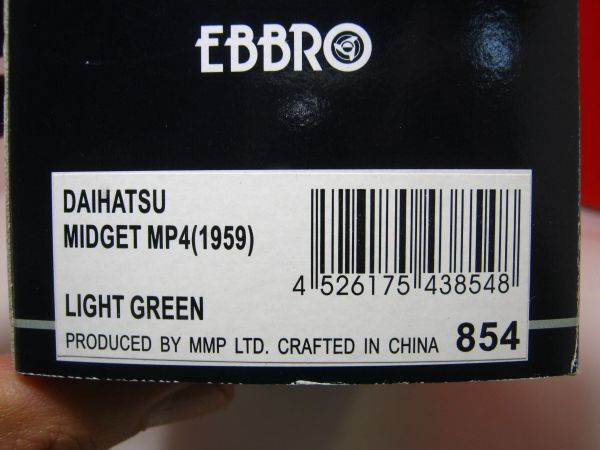 EBBRO
DAIHATSU
MIDGET MP4(1959)
4 526175 438548
LIGHT GREEN
PRODUCED BY MMP LTD. CRAFTED IN CHINA 854